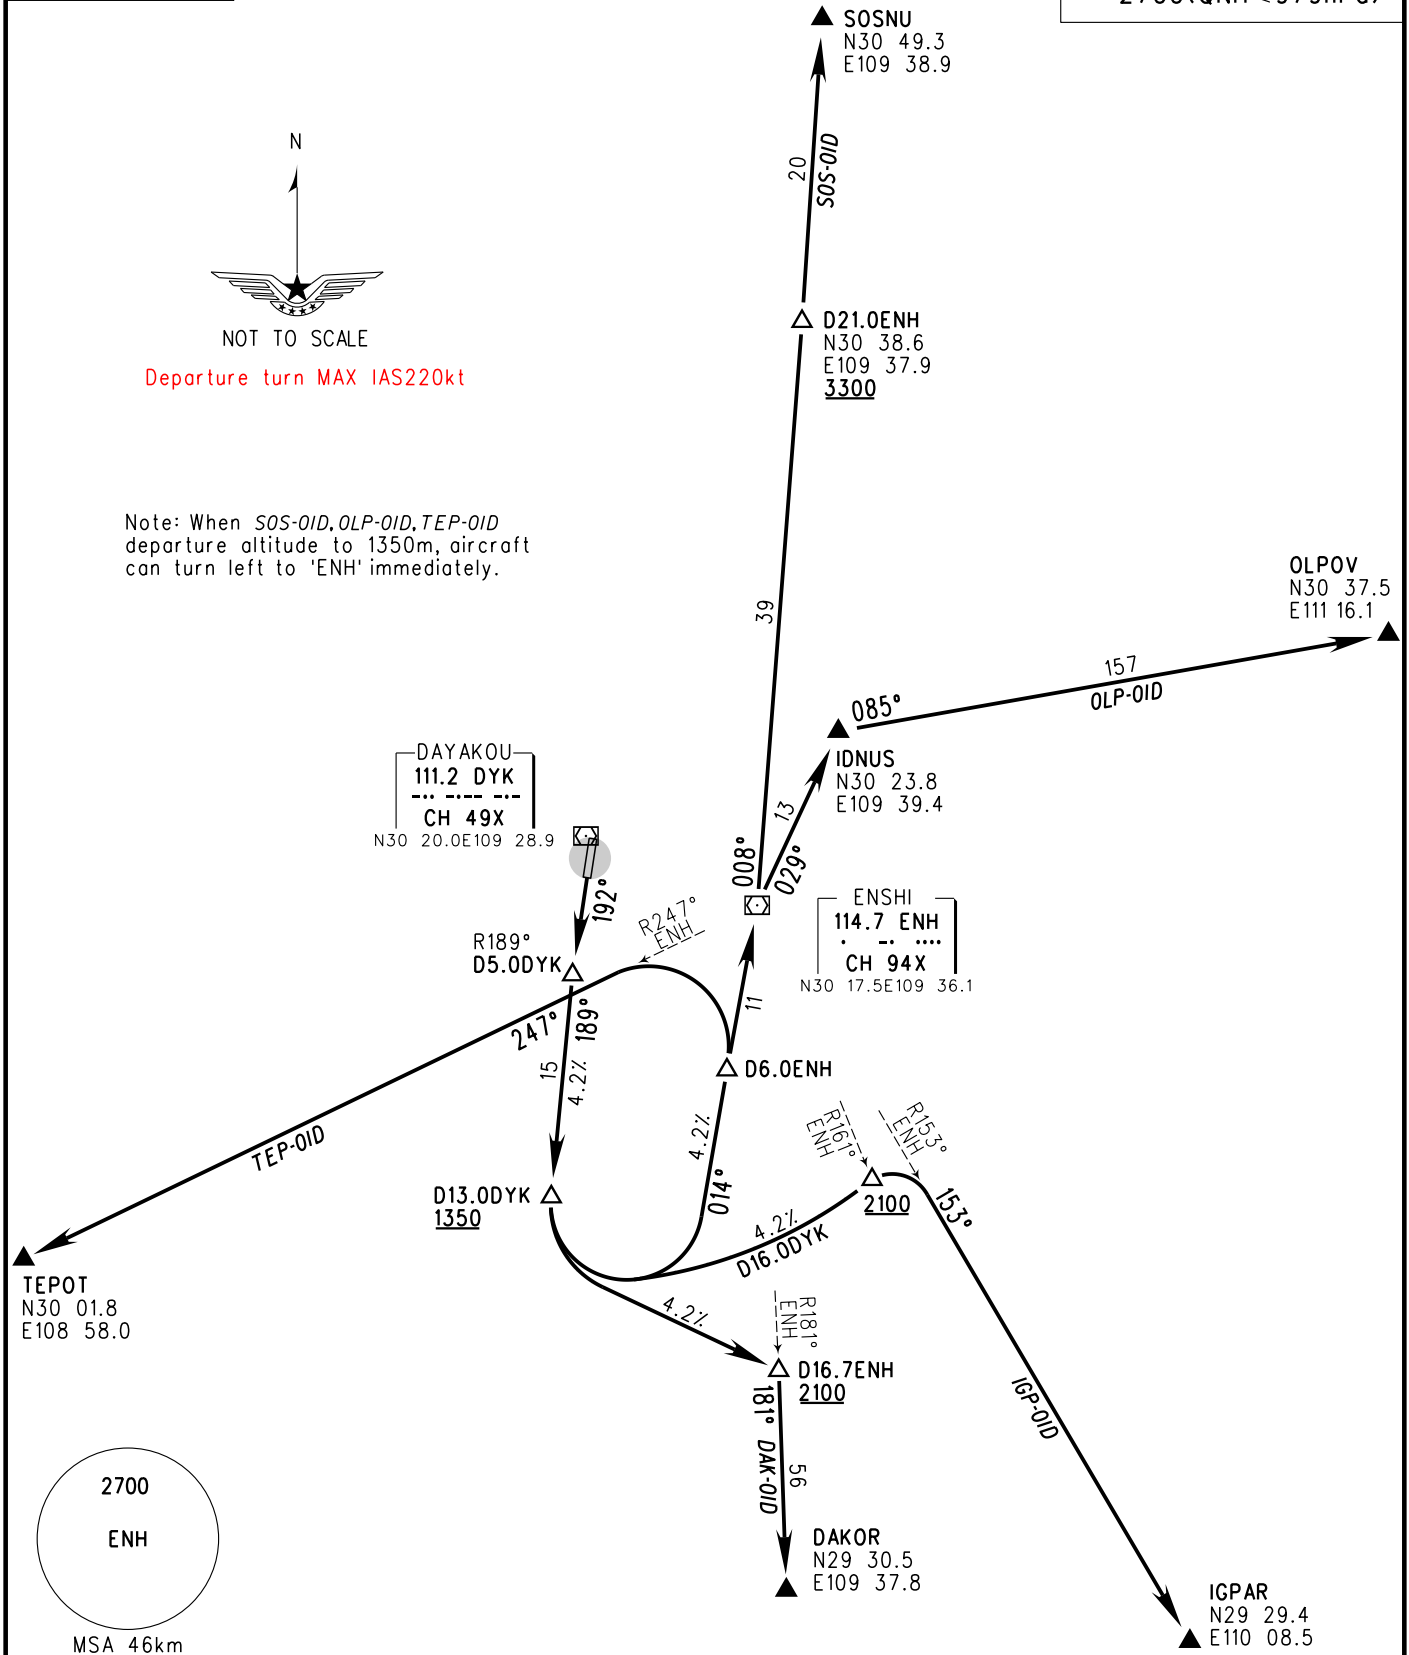 SOSNU
N30 49.3
E109 38.9
N
20
SOS-01D
NOT TO SCALE
Departure turn MAX IAS220kt
D21.0ENH
N30 38.6
E109 37.9
3300
Note: When SOS-01D,OLP-01D,TEP-01D
departure altitude to 1350m, aircraft
can turn left to 'ENH' immediately.
39
OLPOV
N30 37.5
E111 16.1
157
OLP-01D
085°
IDNUS
N30 23.8
E109 39.4
13
DAYAKOU
111.2 DYK
CH 49X
N30 20.0E109 28.9
192°
008°
029°
ENSHI
114.7 ENH
CH 94X
N30 17.5E109 36.1
R247°
ENH
R189°
D5.0DYK
11
247°
189°
15
4.2%
D6.0ENH
TEP-01D
4.2%
014°
R161°
ENH
R153°
ENH
D13.0DYK
1350
2100
153°
4.2%
D16.0DYK
TEPOT
N30 01.8
E108 58.0
4.2%
R181°
ENH
D16.7ENH
2100
181°
DAK-01D
56
IGP-01D
2700
ENH
MSA 46km
DAKOR
N29 30.5
E109 37.8
IGPAR
N29 29.4
E110 08.5